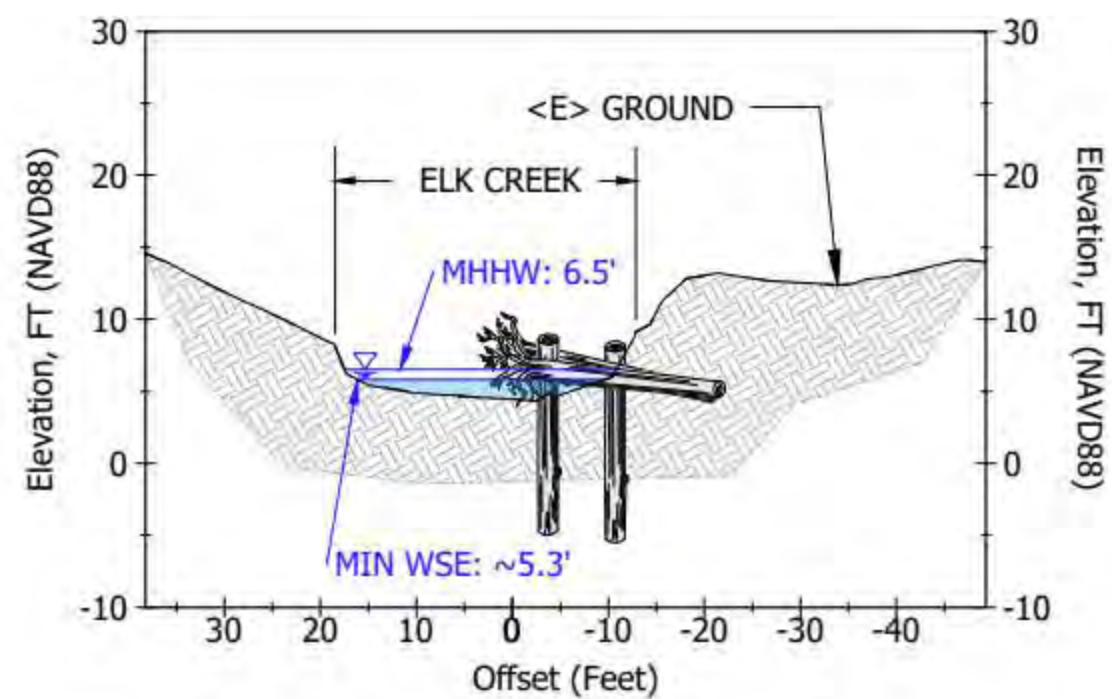 30
20
10
0
-10
Elevation, FT (NAVD88)
<E> GROUND
ELK CREEK
MHHW: 6.5'
MIN WSE: ~5.3'
30
20
10
0
-10
Elevation, FT (NAVD88)
30 20 10 0 -10 -20 -30 -40
Offset (Feet)